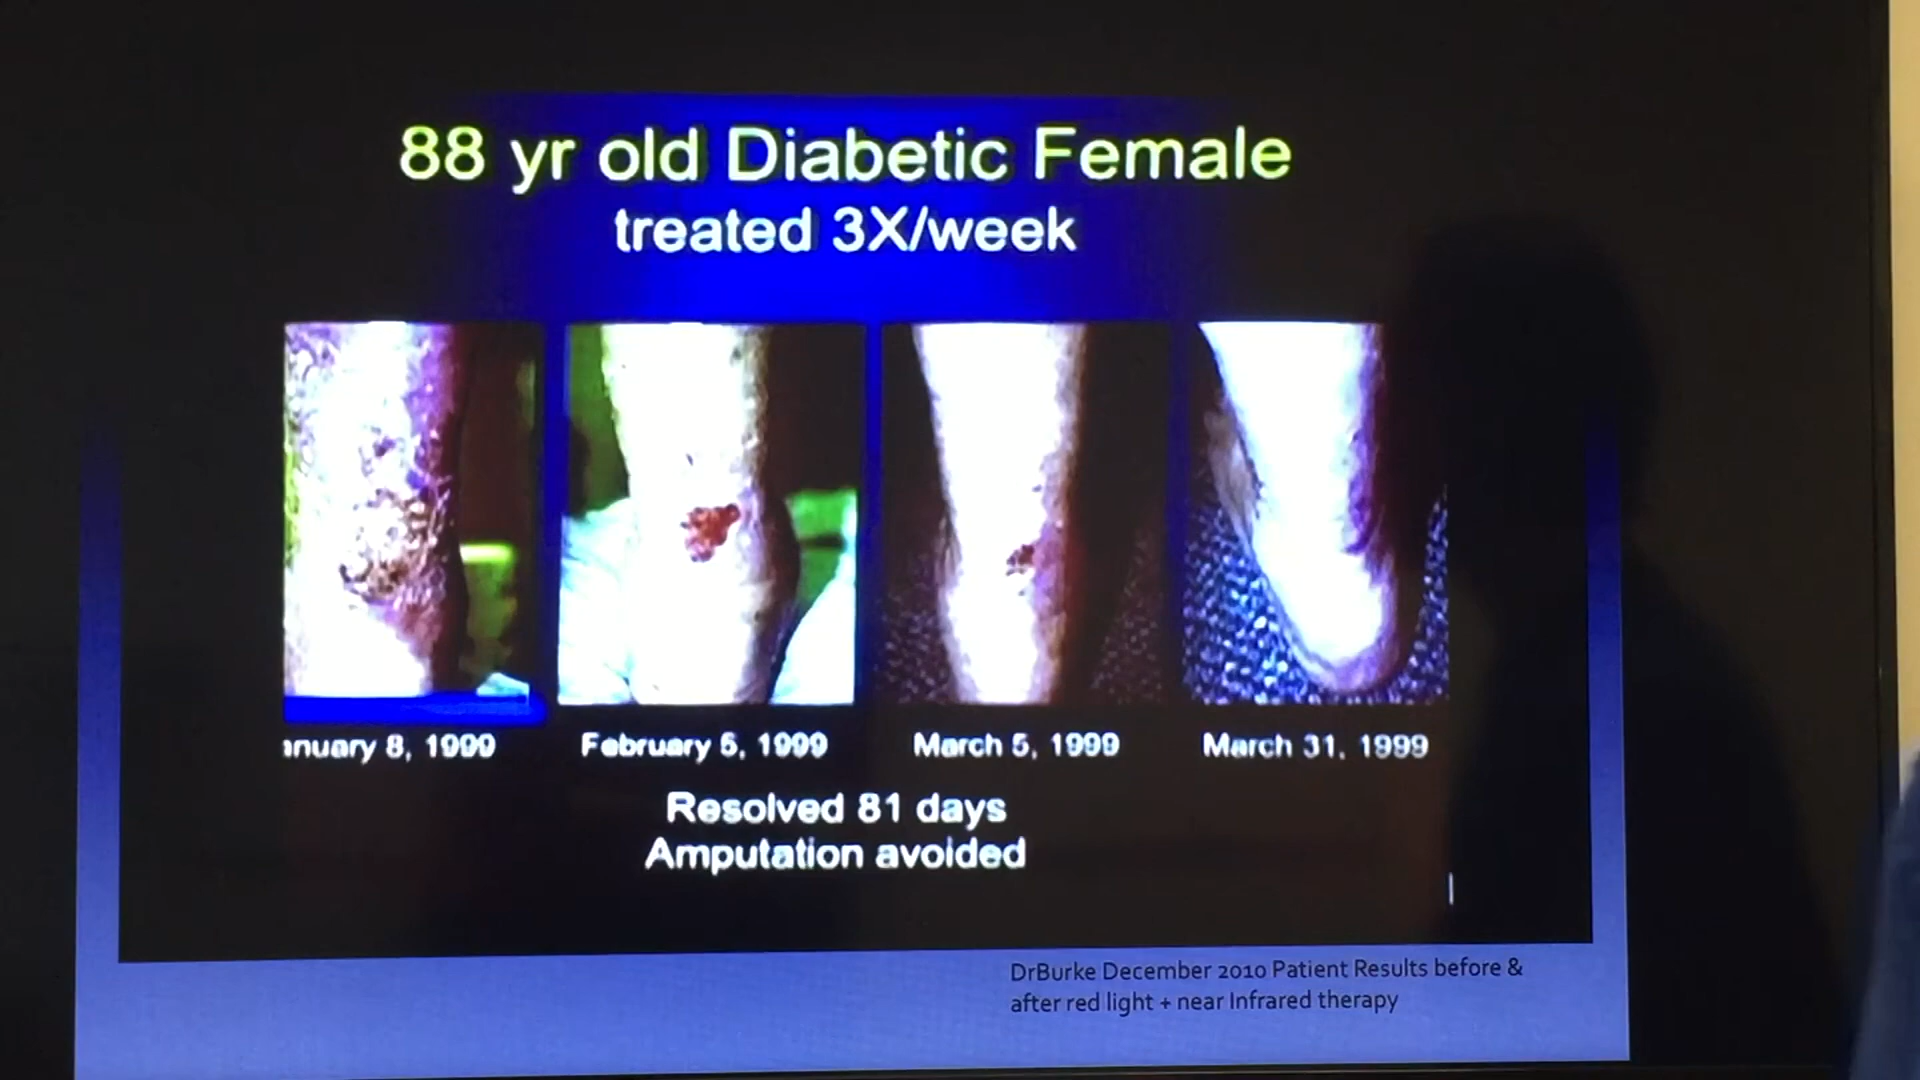 88 yr old Diabetic Female
treated 3X/week
anuary 8, 1999
February 5, 1999
March 5, 1999
March 31, 1999
Resolved 81 days
Amputation avoided
DrBurke December 2010 Patient Results before &
after red light + near Infrared therapy